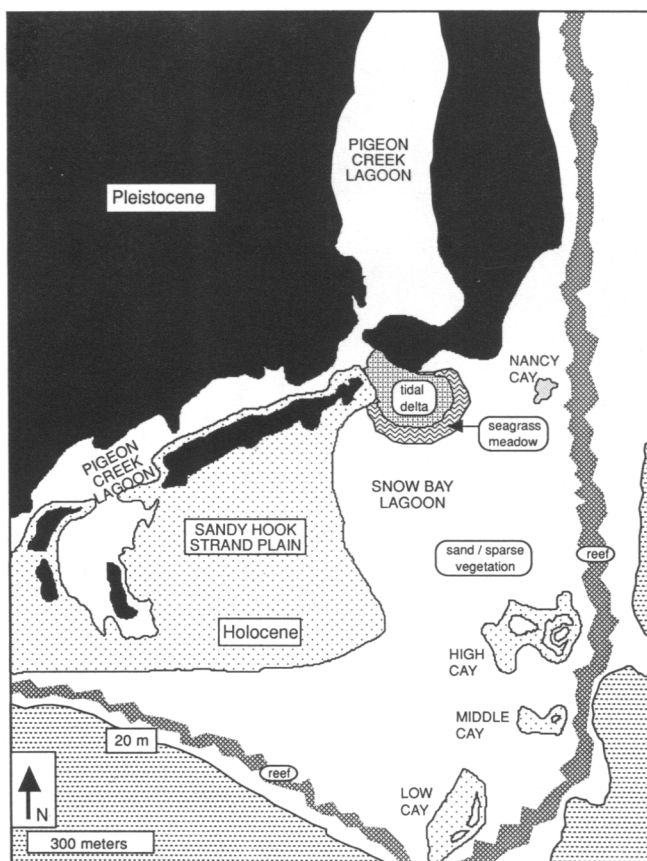 PIGEON
CREEK
LAGOON
Pleistocene
NANCY
CAY
tidal
delta
seagrass
meadow
PIGEON
CREEK
LAGOON
SNOW BAY
LAGOON
SANDY HOOK
STRAND PLAIN
sand / sparse
vegetation
reef
Holocene
HIGH
CAY
MIDDLE
CAY
20 m
reef
LOW
CAY
N
300 meters